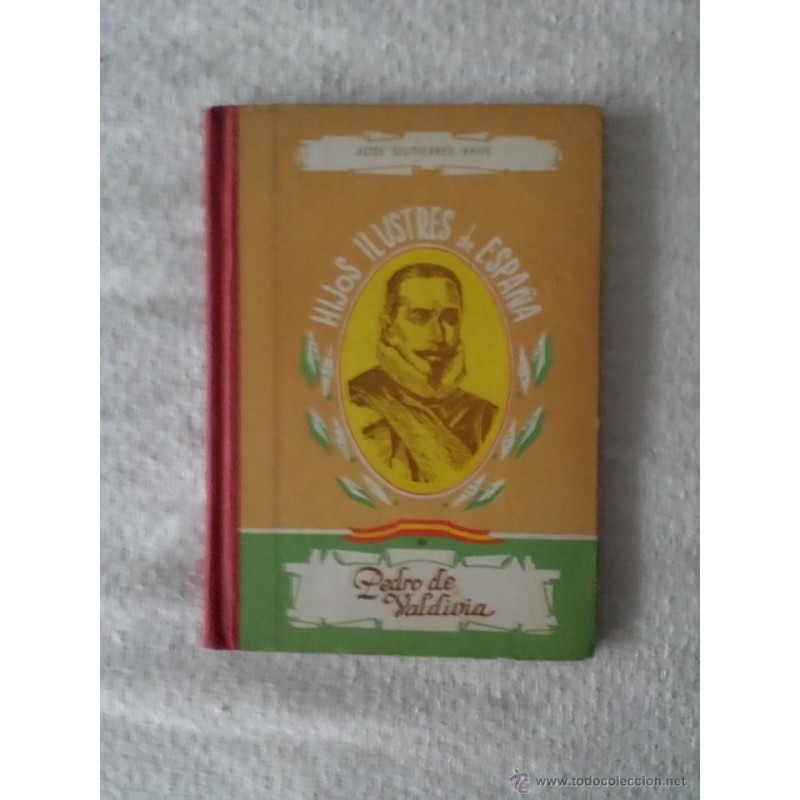 JOSE GUTIERREZ RAVE
HIJOS ILUSTRES de ESPAÑA
Pedro de
Valdivia
© www.todocoleccion.net